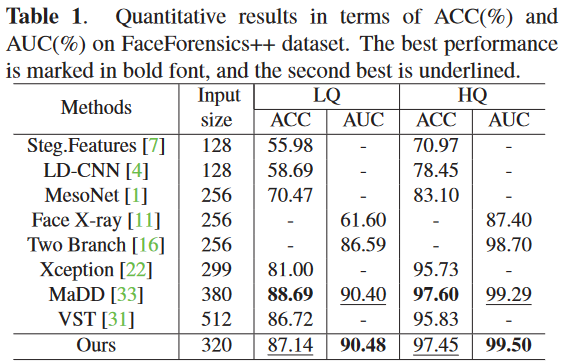 Table 1. Quantitative results in terms of ACC(%) and
AUC(%) on FaceForensics++ dataset. The best performance
is marked in bold font, and the second best is underlined.
Methods Input size LQ HQ
ACC AUC ACC AUC
Steg.Features [7] 128 55.98 - 70.97 -
LD-CNN [4] 128 58.69 - 78.45 -
MesoNet [1] 256 70.47 - 83.10 -
Face X-ray [11] 256 - 61.60 - 87.40
Two Branch [16] 256 - 86.59 - 98.70
Xception [22] 299 81.00 - 95.73 -
MaDD [33] 380 88.69 90.40 97.60 99.29
VST [31] 512 86.72 - 95.83 -
Ours 320 87.14 90.48 97.45 99.50